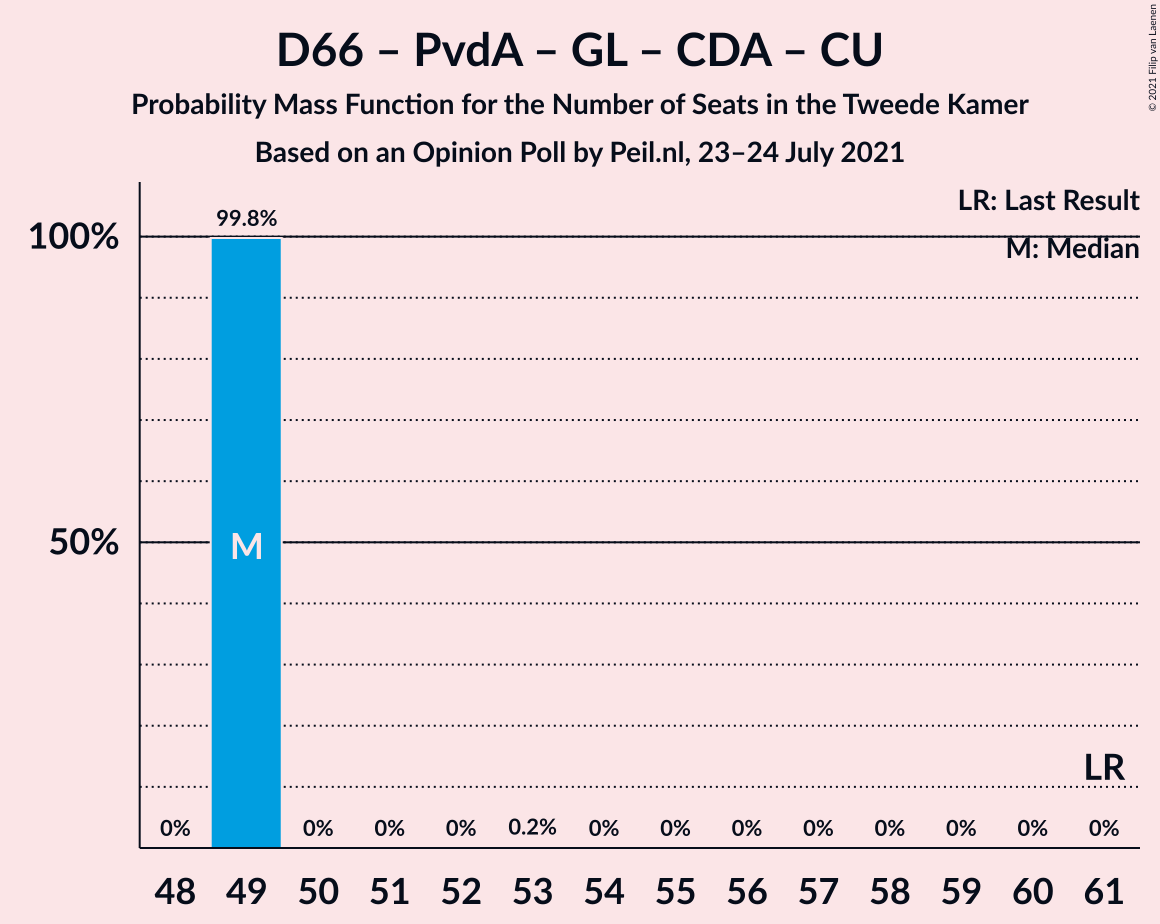 D66 – PvdA – GL – CDA – CU
Probability Mass Function for the Number of Seats in the Tweede Kamer
Based on an Opinion Poll by Peil.nl, 23–24 July 2021
© 2021 Filip van Laenen
LR: Last Result
M: Median
99.8%
100%
50%
M
LR
0% 0% 0% 0% 0.2% 0% 0% 0% 0% 0% 0% 0% 0%
48 49 50 51 52 53 54 55 56 57 58 59 60 61